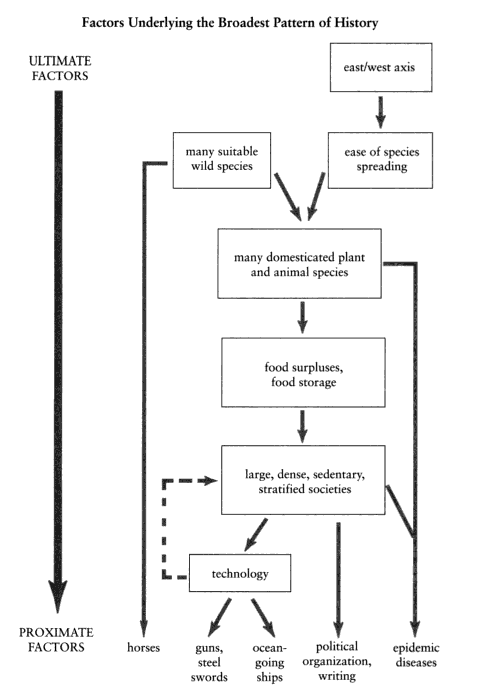 Factors Underlying the Broadest Pattern of History
ULTIMATE
FACTORS
east/west axis
many suitable
wild species
ease of species
spreading
many domesticated plant
and animal species
food surpluses,
food storage
large, dense, sedentary,
stratified societies
technology
PROXIMATE
FACTORS
horses
guns,
steel
swords
ocean-
going
ships
political
organization,
writing
epidemic
diseases